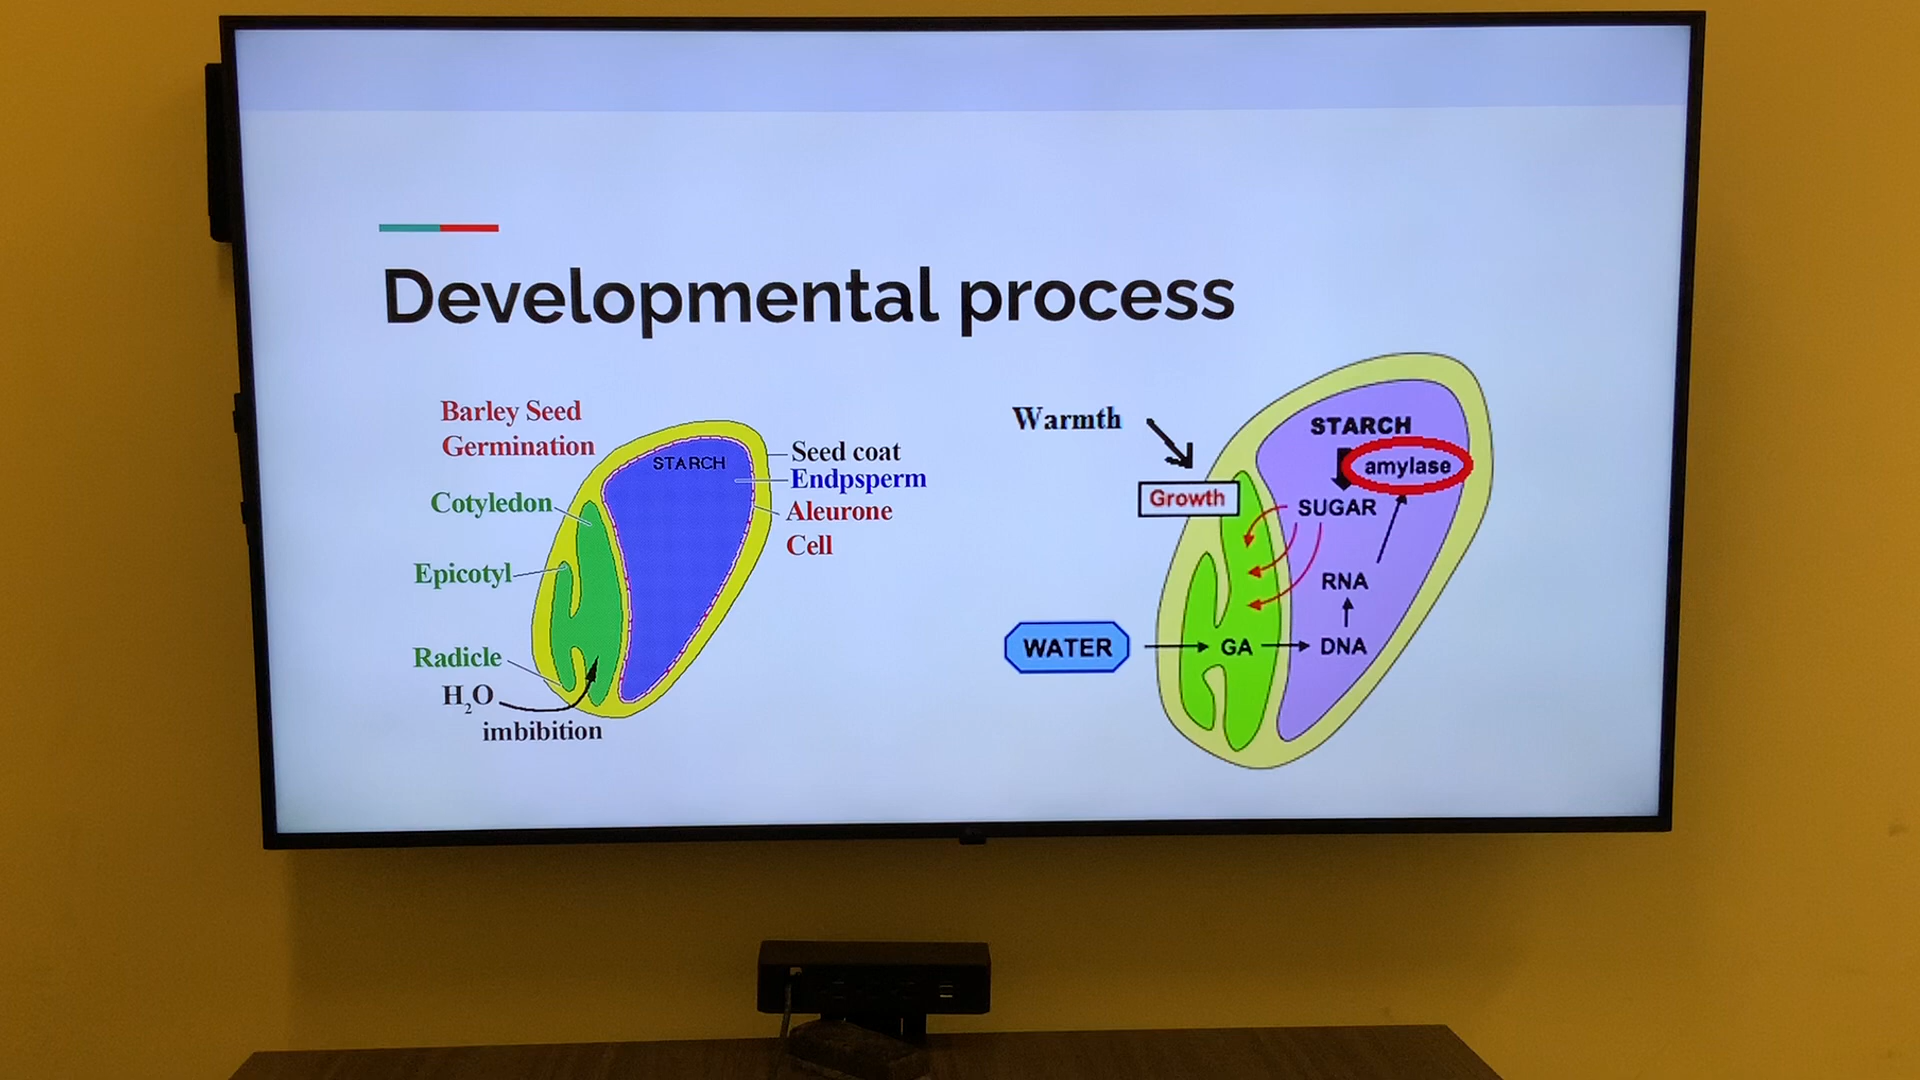 Developmental process
Barley Seed
Germination
Cotyledon
Epicotyl
Radicle
H₂O
imbibition
STARCH
Seed coat
Endpsperm
Aleurone
Cell
Warmth
Growth
WATER
STARCH
amylase
SUGAR
RNA
GA
DNA